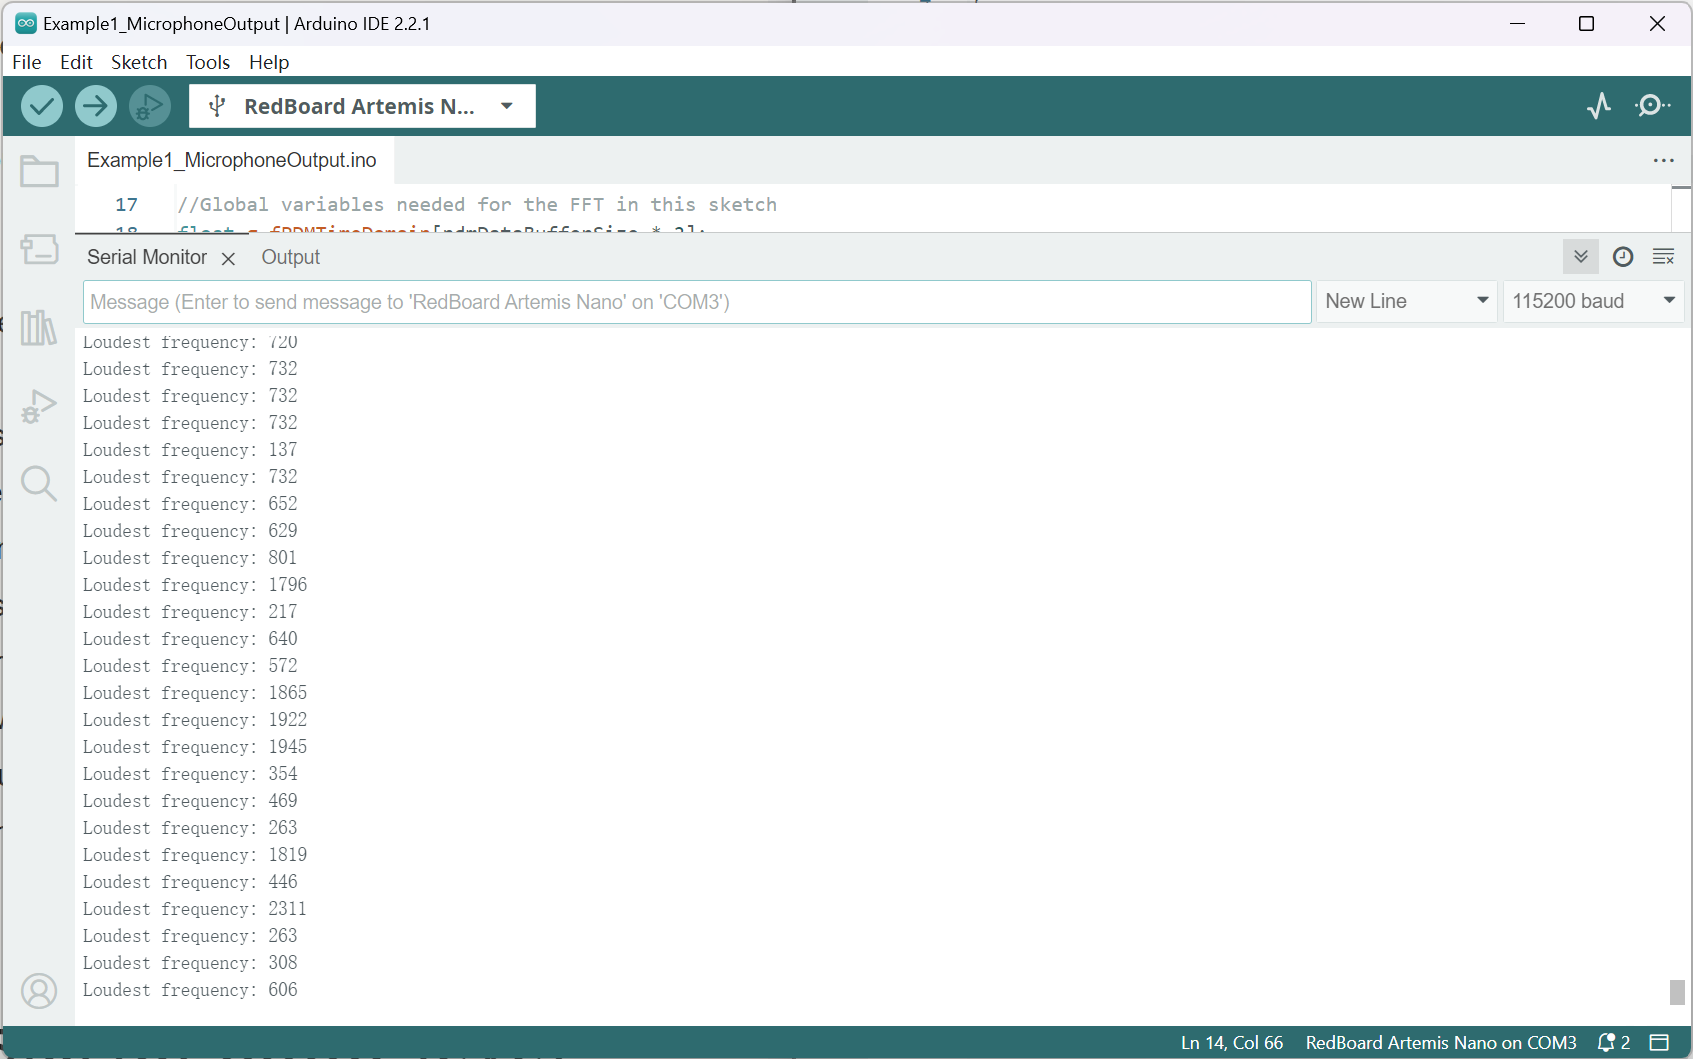 Example1_MicrophoneOutput | Arduino IDE 2.2.1
File Edit Sketch Tools Help
RedBoard Artemis N...
Example1_MicrophoneOutput.ino
17 //Global variables needed for the FFT in this sketch
18 float g_fPDMTimeDomain[pdmDataBufferSize * 2];
Serial Monitor Output
Message (Enter to send message to 'RedBoard Artemis Nano' on 'COM3')
New Line
115200 baud
Loudest frequency: 720
Loudest frequency: 732
Loudest frequency: 732
Loudest frequency: 732
Loudest frequency: 137
Loudest frequency: 732
Loudest frequency: 652
Loudest frequency: 629
Loudest frequency: 801
Loudest frequency: 1796
Loudest frequency: 217
Loudest frequency: 640
Loudest frequency: 572
Loudest frequency: 1865
Loudest frequency: 1922
Loudest frequency: 1945
Loudest frequency: 354
Loudest frequency: 469
Loudest frequency: 263
Loudest frequency: 1819
Loudest frequency: 446
Loudest frequency: 2311
Loudest frequency: 263
Loudest frequency: 308
Loudest frequency: 606
Ln 14, Col 66 RedBoard Artemis Nano on COM3 2